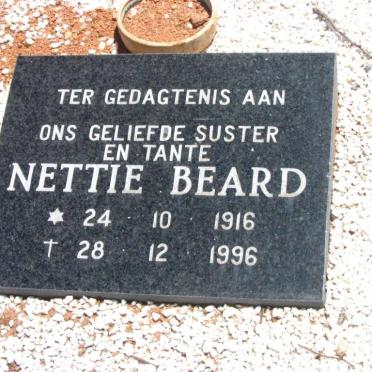 TER GEDAGTENIS AAN
ONS GELIEFDE SUSTER
EN TANTE
NETTIE BEARD
✶ 24 10 1916
† 28 12 1996